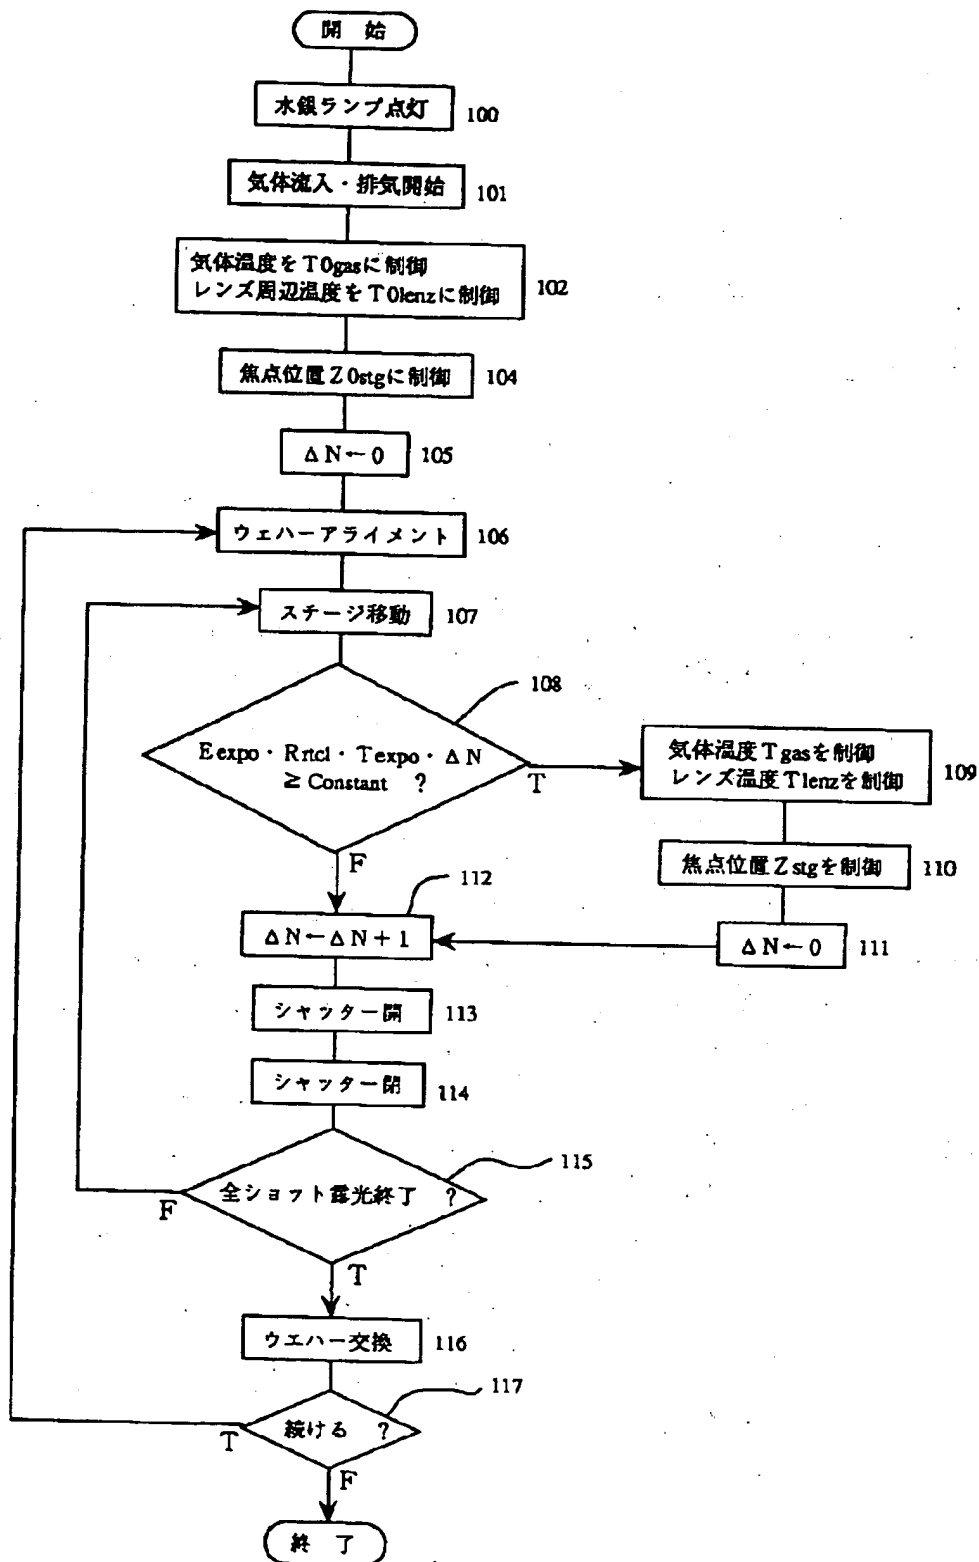 開 始
水銀ランプ点灯
100
気体流入・排気開始
101
気体温度をT0gasに制御
レンズ周辺温度をT0lenzに制御
102
焦点位置Z0stgに制御
104
ΔN←0
105
ウェハーアライメント
106
ステージ移動
107
108
Eexpo・Rrtcl・Texpo・ΔN
≧Constant ?
T
気体温度Tgasを制御
レンズ温度Tlenzを制御
109
F
焦点位置Zstgを制御
110
112
ΔN←ΔN+1
ΔN←0
111
シャッター開
113
シャッター閉
114
115
全ショット露光終了 ?
F
T
ウエハー交換
116
117
続ける ?
T
F
終 了